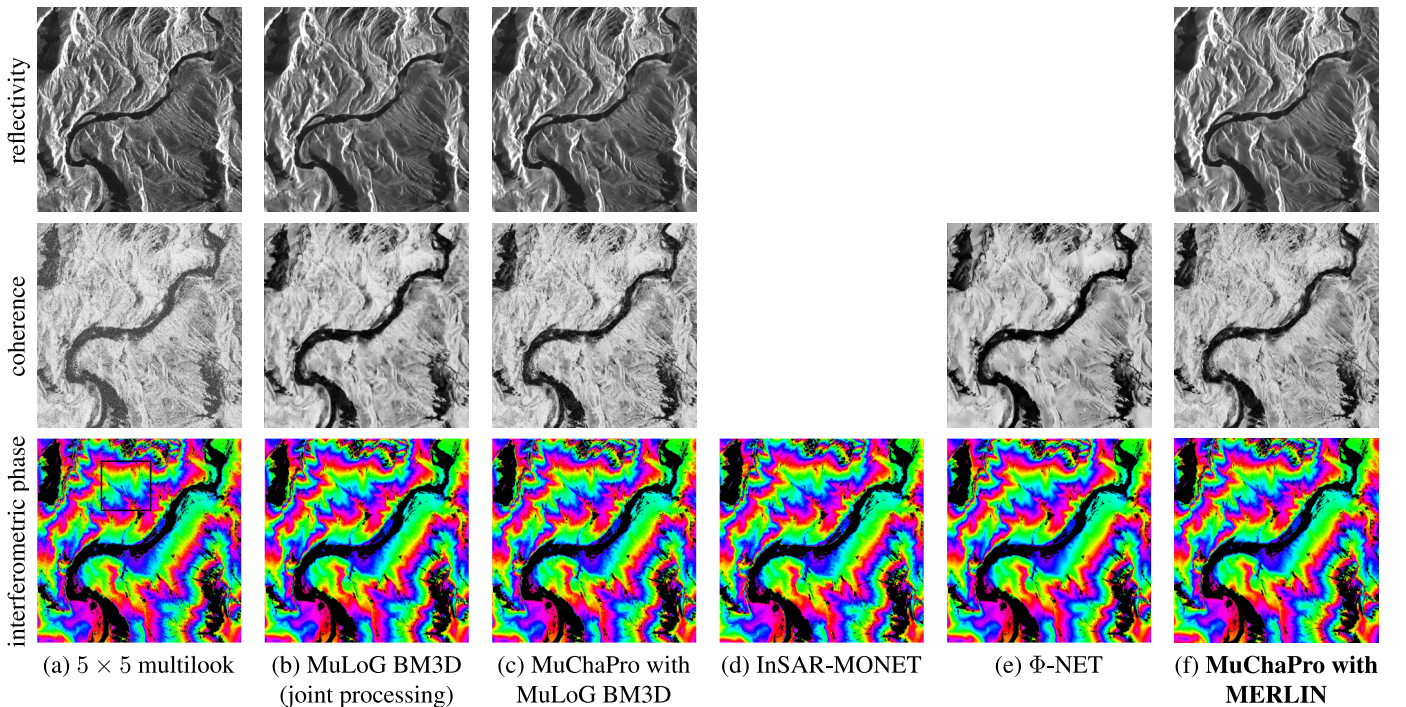 reflectivity
coherence
interferometric phase
(a) 5 × 5 multilook
(b) MuLoG BM3D
(joint processing)
(c) MuChaPro with
MuLoG BM3D
(d) InSAR-MONET
(e) Φ-NET
(f) MuChaPro with
MERLIN